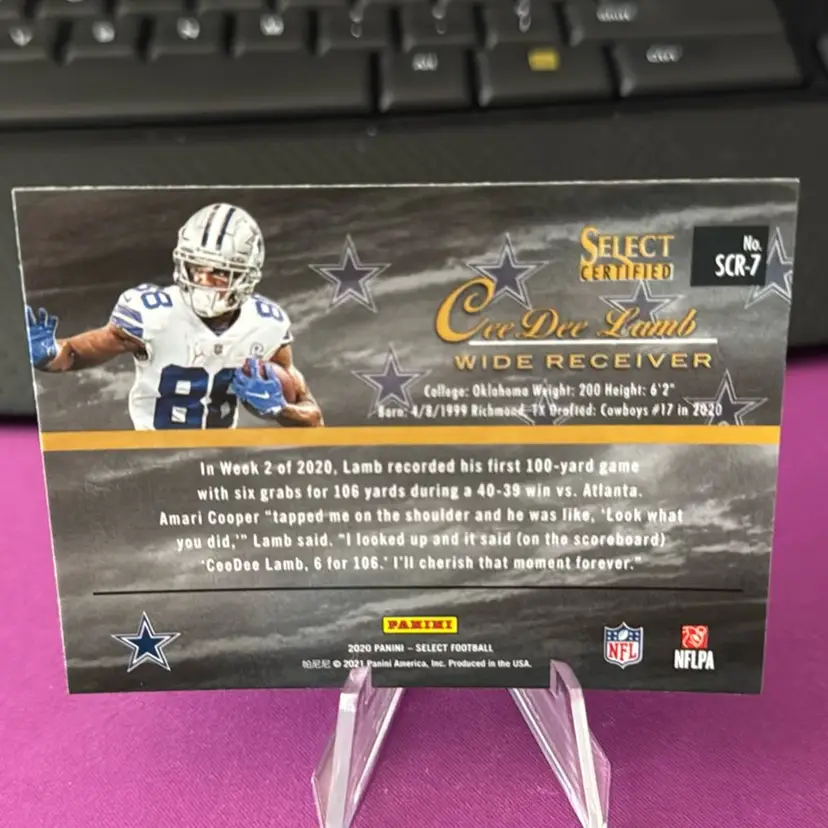 SELECT
CERTIFIED
No.
SCR-7
CeeDee Lamb
WIDE RECEIVER
College: Oklahoma Weight: 200 Height: 6'2"
Born: 4/8/1999 Richmond, TX Drafted: Cowboys #17 in 2020
88
88
In Week 2 of 2020, Lamb recorded his first 100-yard game
with six grabs for 106 yards during a 40-39 win vs. Atlanta.
Amari Cooper "tapped me on the shoulder and he was like, 'Look what
you did,'" Lamb said. "I looked up and it said (on the scoreboard)
'CeeDee Lamb, 6 for 106.' I'll cherish that moment forever."
PANINI
2020 PANINI – SELECT FOOTBALL
帕尼尼 © 2021 Panini America, Inc. Produced in the USA.
NFL
NFLPA